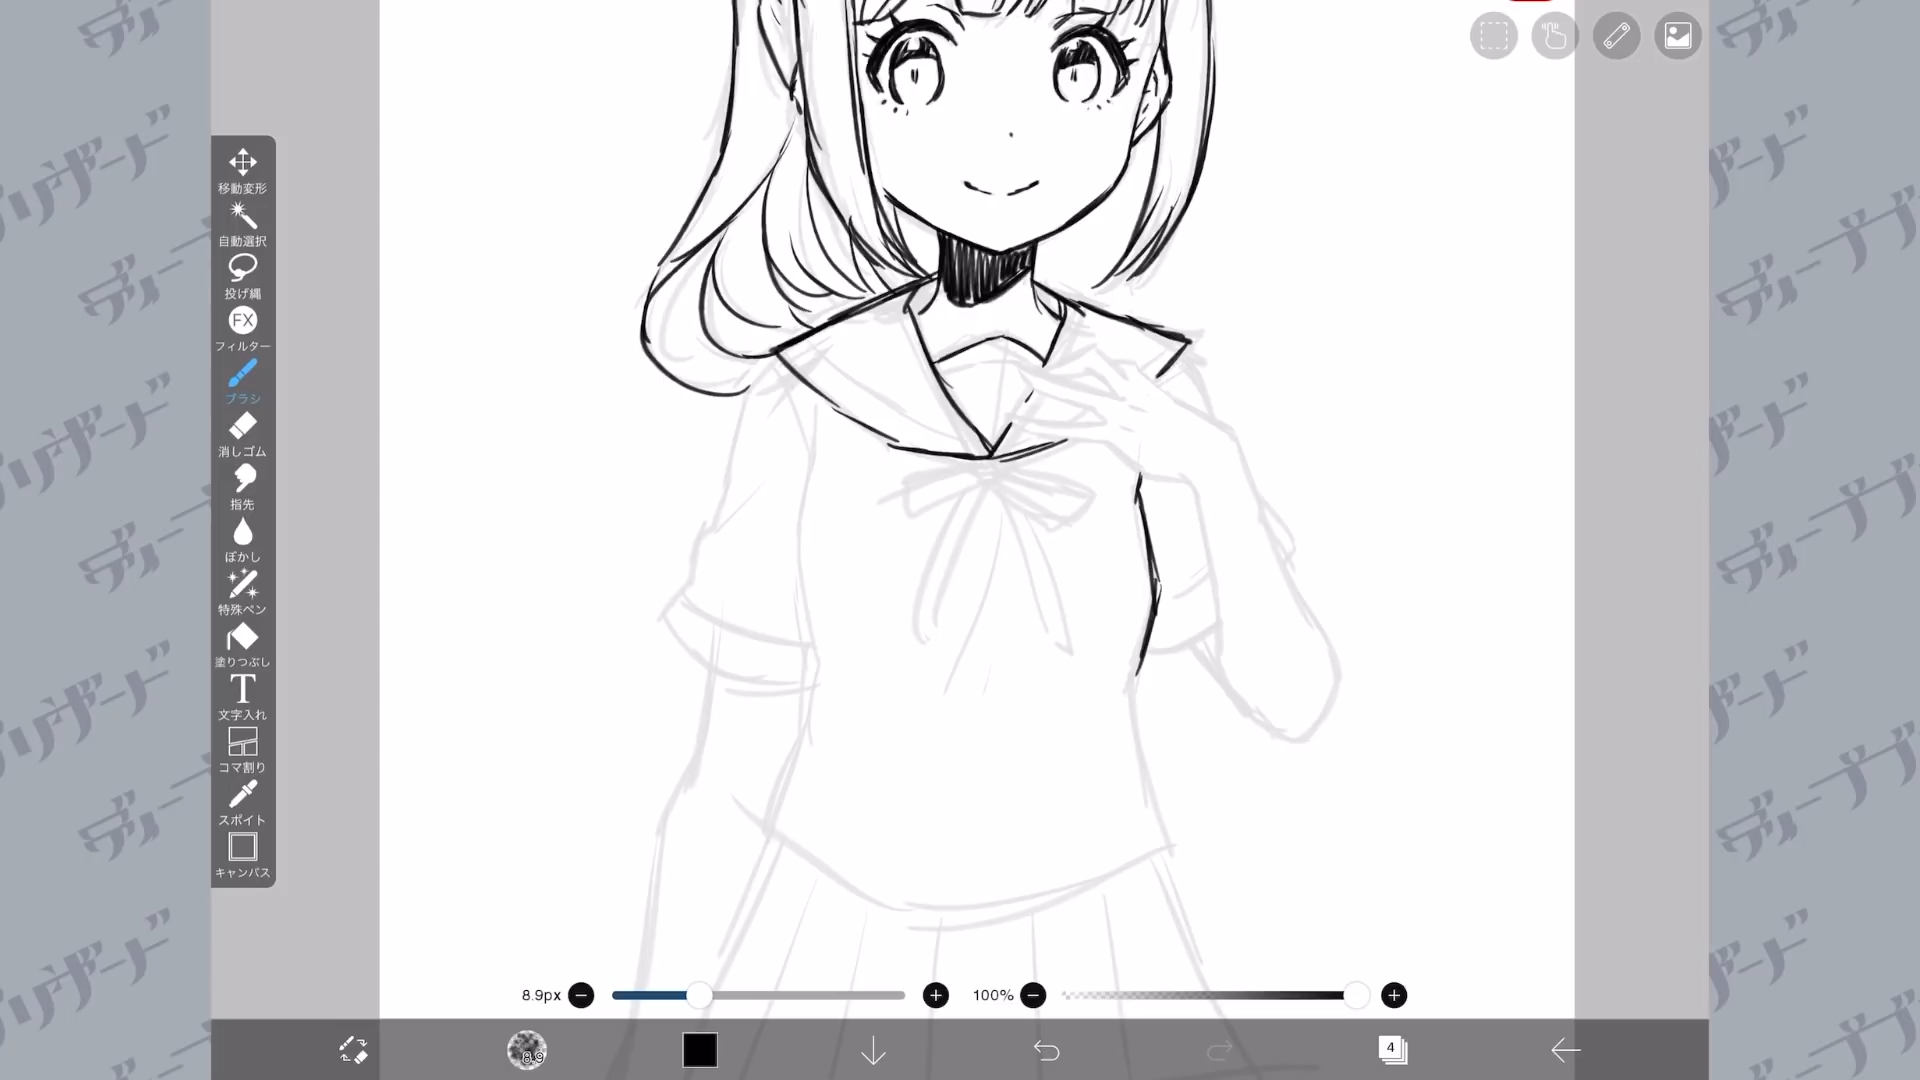 移動変形
自動選択
投げ縄
FX
フィルター
ブラシ
消しゴム
指先
ぼかし
特殊ペン
塗りつぶし
T
文字入れ
コマ割り
スポイト
キャンバス
8.9px
100%
8.9
4